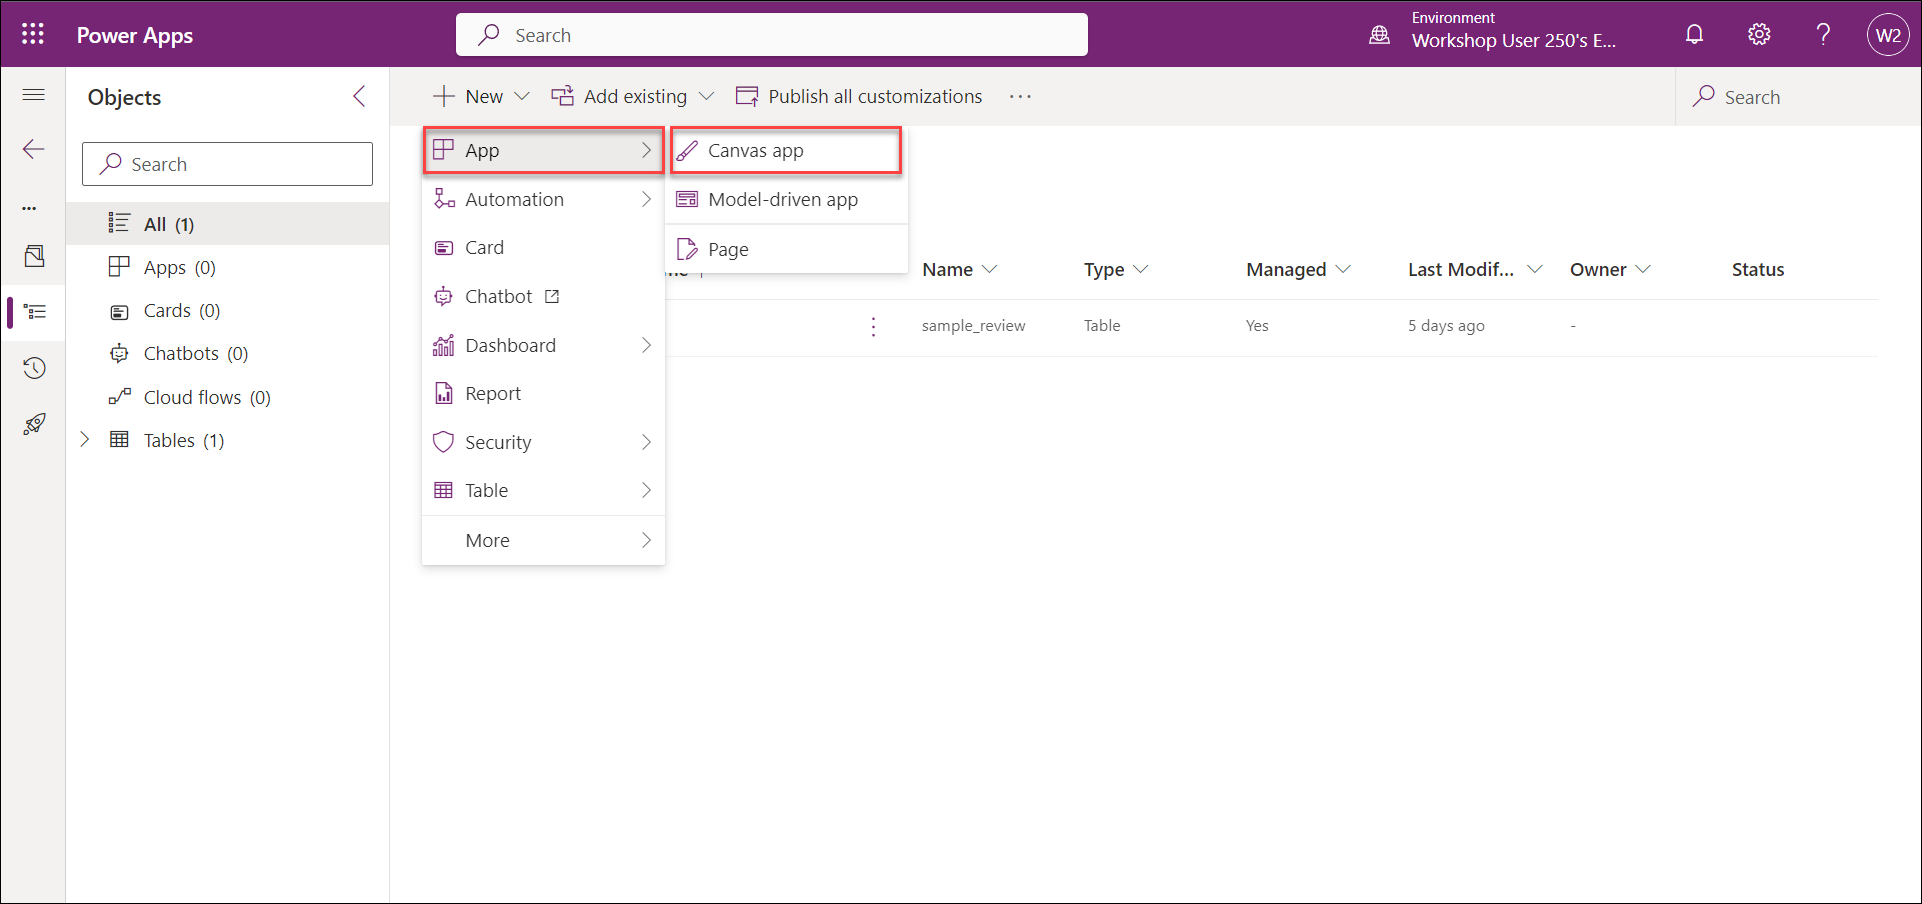 Power Apps
Search
Environment
Workshop User 250's E...
W2
Objects
New
Add existing
Publish all customizations
Search
Search
All (1)
Apps (0)
Cards (0)
Chatbots (0)
Cloud flows (0)
Tables (1)
App
Automation
Card
Chatbot
Dashboard
Report
Security
Table
More
Canvas app
Model-driven app
Page
Name
Type
Managed
Last Modif...
Owner
Status
sample_review
Table
Yes
5 days ago
-